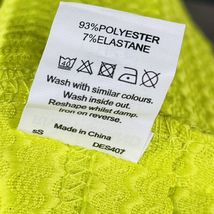 93%POLYESTER
7%ELASTANE
Wash with similar colours.
Wash inside out.
Reshape whilst damp.
Iron on reverse.
Made in China
sS
DES407